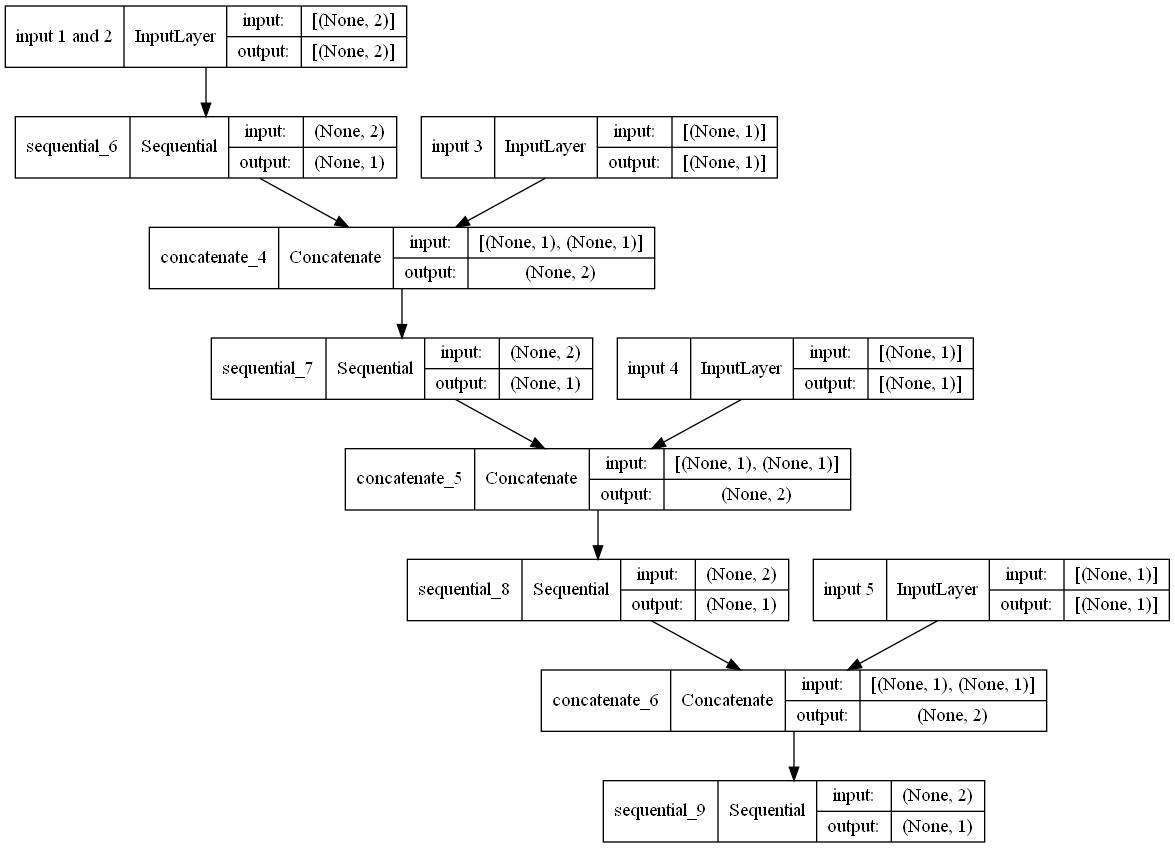 input 1 and 2 InputLayer input: [(None, 2)]
output: [(None, 2)]
sequential_6 Sequential input: (None, 2)
output: (None, 1)
input 3 InputLayer input: [(None, 1)]
output: [(None, 1)]
concatenate_4 Concatenate input: [(None, 1), (None, 1)]
output: (None, 2)
sequential_7 Sequential input: (None, 2)
output: (None, 1)
input 4 InputLayer input: [(None, 1)]
output: [(None, 1)]
concatenate_5 Concatenate input: [(None, 1), (None, 1)]
output: (None, 2)
sequential_8 Sequential input: (None, 2)
output: (None, 1)
input 5 InputLayer input: [(None, 1)]
output: [(None, 1)]
concatenate_6 Concatenate input: [(None, 1), (None, 1)]
output: (None, 2)
sequential_9 Sequential input: (None, 2)
output: (None, 1)